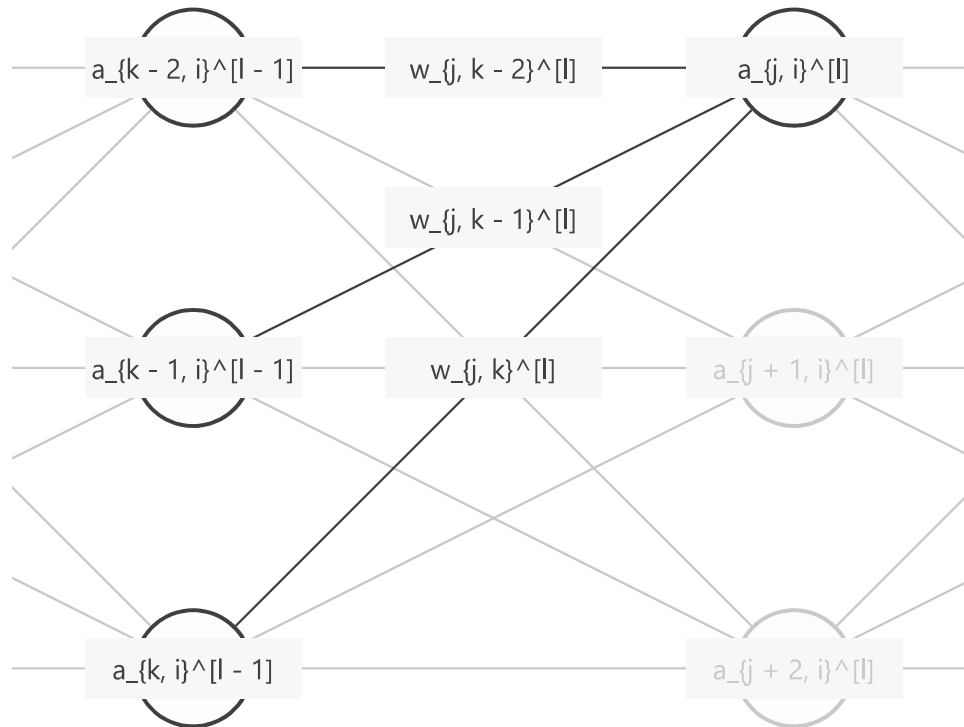 a_{k - 2, i}^[l - 1]
w_{j, k - 2}^[l]
a_{j, i}^[l]
w_{j, k - 1}^[l]
a_{k - 1, i}^[l - 1]
w_{j, k}^[l]
a_{j + 1, i}^[l]
a_{k, i}^[l - 1]
a_{j + 2, i}^[l]